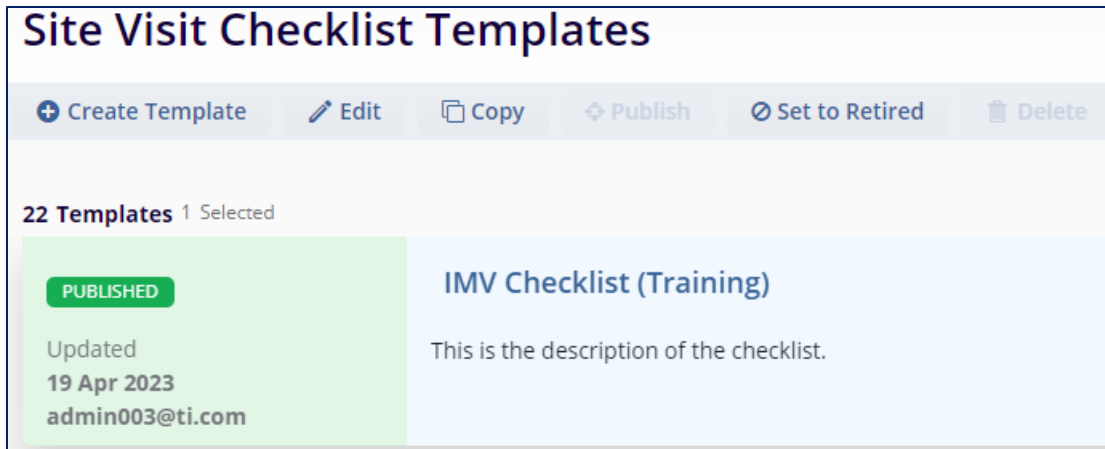 Site Visit Checklist Templates
Create Template Edit Copy Publish Set to Retired Delete
22 Templates 1 Selected
PUBLISHED
IMV Checklist (Training)
Updated
This is the description of the checklist.
19 Apr 2023
admin003@ti.com